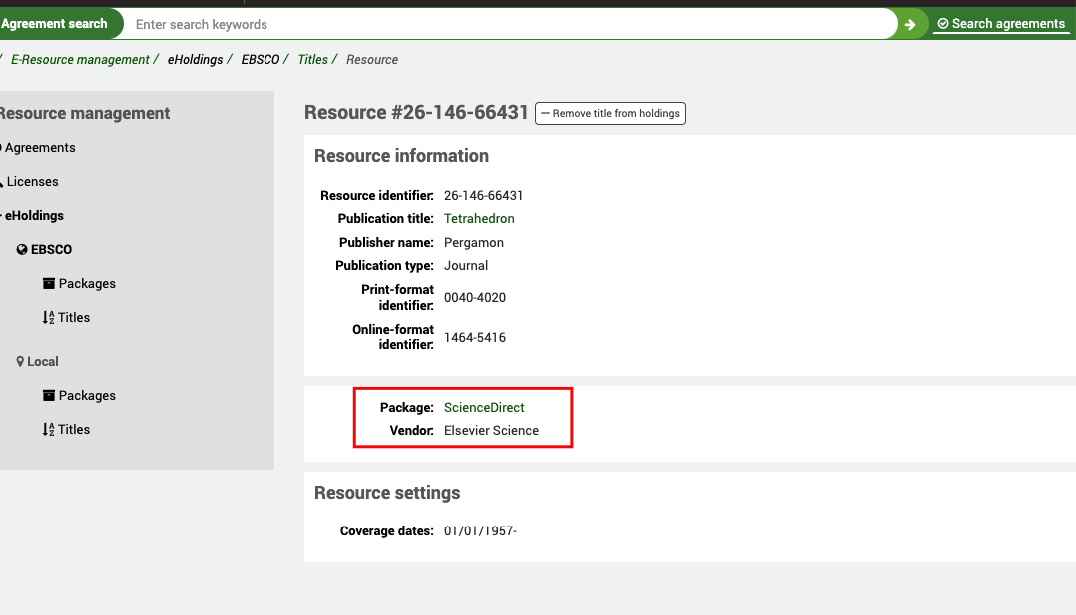 Agreement search
Enter search keywords
Search agreements
/ E-Resource management / eHoldings / EBSCO / Titles / Resource
Resource management
Agreements
Licenses
eHoldings
EBSCO
Packages
Titles
Local
Packages
Titles
Resource #26-146-66431
Remove title from holdings
Resource information
Resource identifier: 26-146-66431
Publication title: Tetrahedron
Publisher name: Pergamon
Publication type: Journal
Print-format
identifier: 0040-4020
Online-format
identifier: 1464-5416
Package: ScienceDirect
Vendor: Elsevier Science
Resource settings
Coverage dates: 01/01/1957-